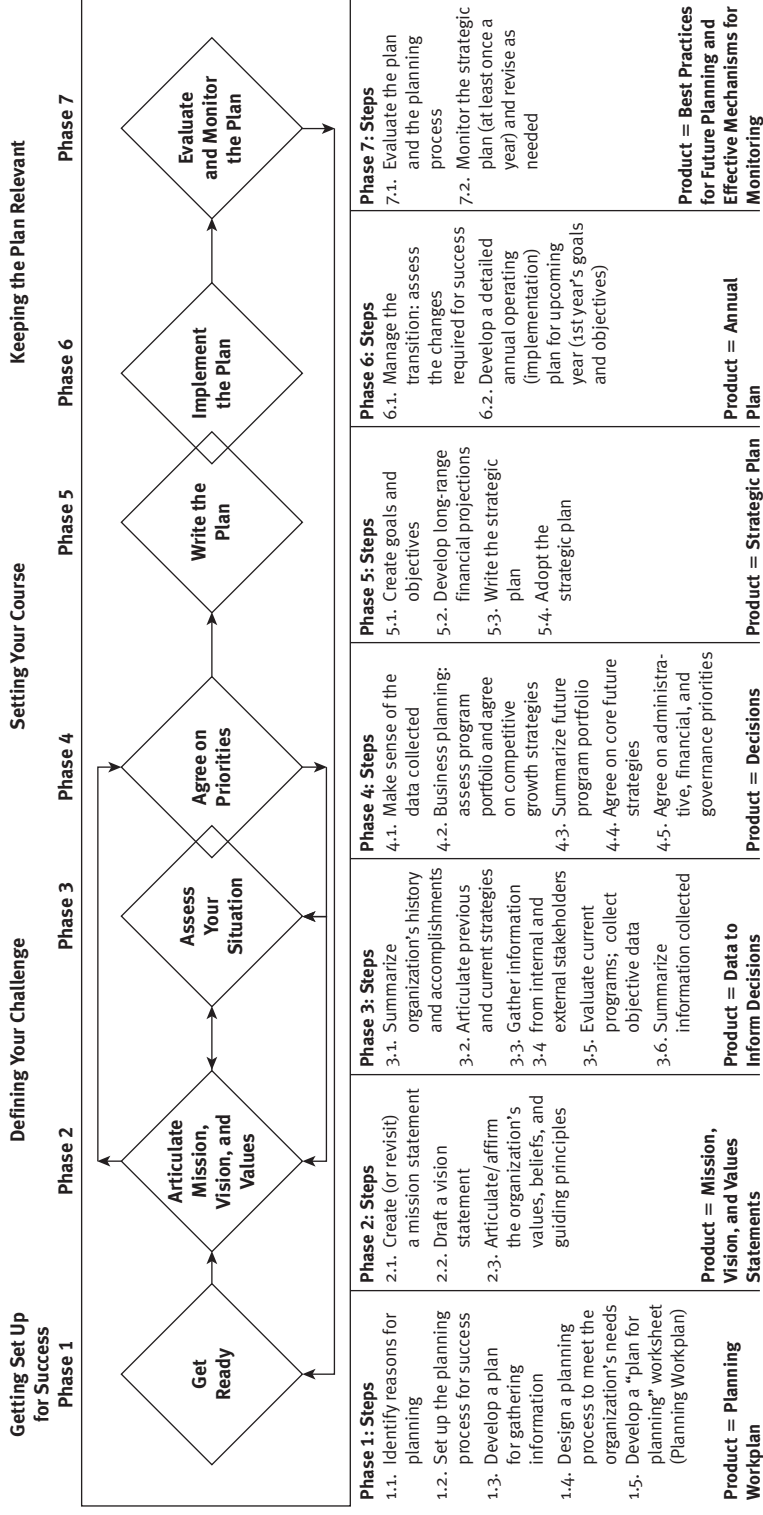 Getting Set Up
for Success
Defining Your Challenge
Setting Your Course
Keeping the Plan Relevant
Phase 1
Phase 2
Phase 3
Phase 4
Phase 5
Phase 6
Phase 7
Get
Ready
Articulate
Mission,
Vision, and
Values
Assess
Your
Situation
Agree on
Priorities
Write the
Plan
Implement
the Plan
Evaluate
and Monitor
the Plan
Phase 1: Steps
1.1. Identify reasons for
planning
1.2. Set up the planning
process for success
1.3. Develop a plan
for gathering
information
1.4. Design a planning
process to meet the
organization's needs
1.5. Develop a "plan for
planning" worksheet
(Planning Workplan)
Product = Planning
Workplan
Phase 2: Steps
2.1. Create (or revisit)
a mission statement
2.2. Draft a vision
statement
2.3. Articulate/affirm
the organization's
values, beliefs, and
guiding principles
Product = Mission,
Vision, and Values
Statements
Phase 3: Steps
3.1. Summarize
organization's history
and accomplishments
3.2. Articulate previous
and current strategies
3.3. Gather information
3.4 from internal and
external stakeholders
3.5. Evaluate current
programs; collect
objective data
3.6. Summarize
information collected
Product = Data to
Inform Decisions
Phase 4: Steps
4.1. Make sense of the
data collected
4.2. Business planning:
assess program
portfolio and agree
on competitive
growth strategies
4.3. Summarize future
program portfolio
4.4. Agree on core future
strategies
4.5. Agree on administra-
tive, financial, and
governance priorities
Product = Decisions
Phase 5: Steps
5.1. Create goals and
objectives
5.2. Develop long-range
financial projections
5.3. Write the strategic
plan
5.4. Adopt the
strategic plan
Product = Strategic Plan
Phase 6: Steps
6.1. Manage the
transition: assess
the changes
required for success
6.2. Develop a detailed
annual operating
(implementation)
plan for upcoming
year (1st year's goals
and objectives)
Product = Annual
Plan
Phase 7: Steps
7.1. Evaluate the plan
and the planning
process
7.2. Monitor the strategic
plan (at least once a
year) and revise as
needed
Product = Best Practices
for Future Planning and
Effective Mechanisms for
Monitoring